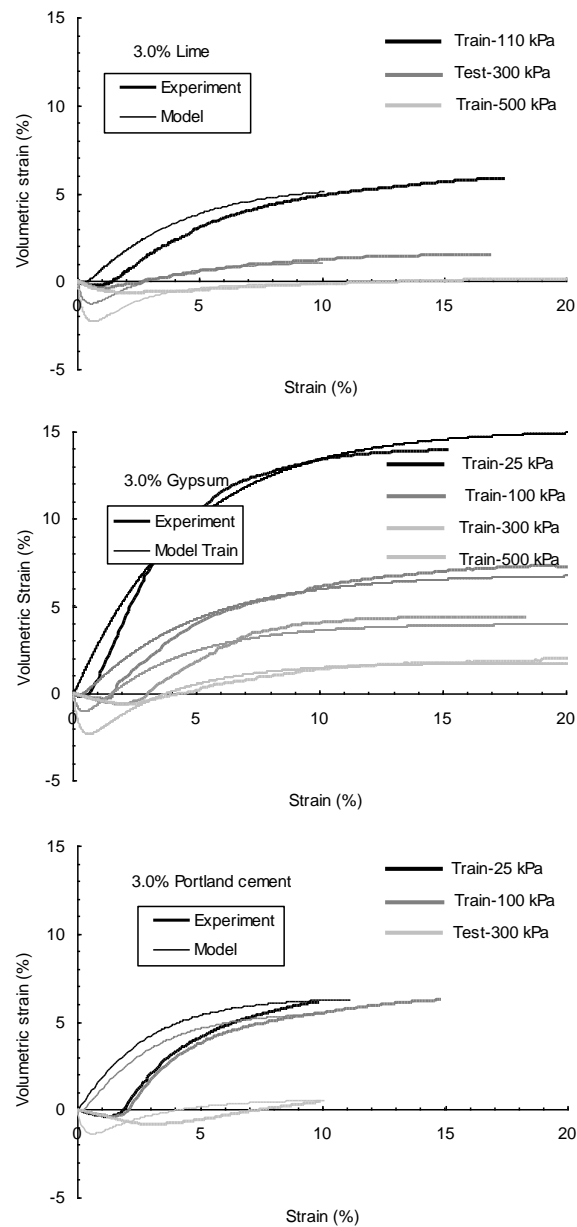 15
3.0% Lime
Train-110 kPa
Experiment
Test-300 kPa
10
Model
Train-500 kPa
Volumetric strain (%)
5
0
0
5
10
15
20
-5
Strain (%)
15
3.0% Gypsum
Train-25 kPa
Train-100 kPa
Experiment
10
Train-300 kPa
Model Train
Train-500 kPa
Volumetric Strain (%)
5
0
0
5
10
15
20
-5
Strain (%)
15
3.0% Portland cement
Train-25 kPa
Train-100 kPa
Experiment
10
Test-300 kPa
Model
Volumetric strain (%)
5
0
0
5
10
15
20
-5
Strain (%)